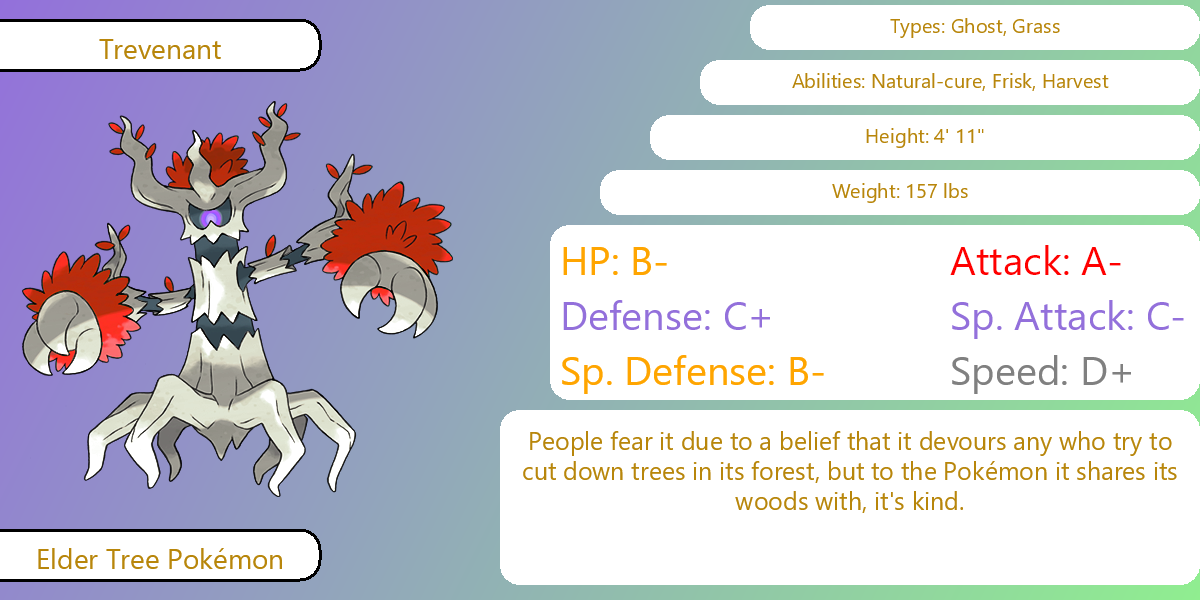 Trevenant
Types: Ghost, Grass
Abilities: Natural-cure, Frisk, Harvest
Height: 4' 11"
Weight: 157 lbs
HP: B-
Attack: A-
Defense: C+
Sp. Attack: C-
Sp. Defense: B-
Speed: D+
People fear it due to a belief that it devours any who try to
cut down trees in its forest, but to the Pokémon it shares its
woods with, it's kind.
Elder Tree Pokémon